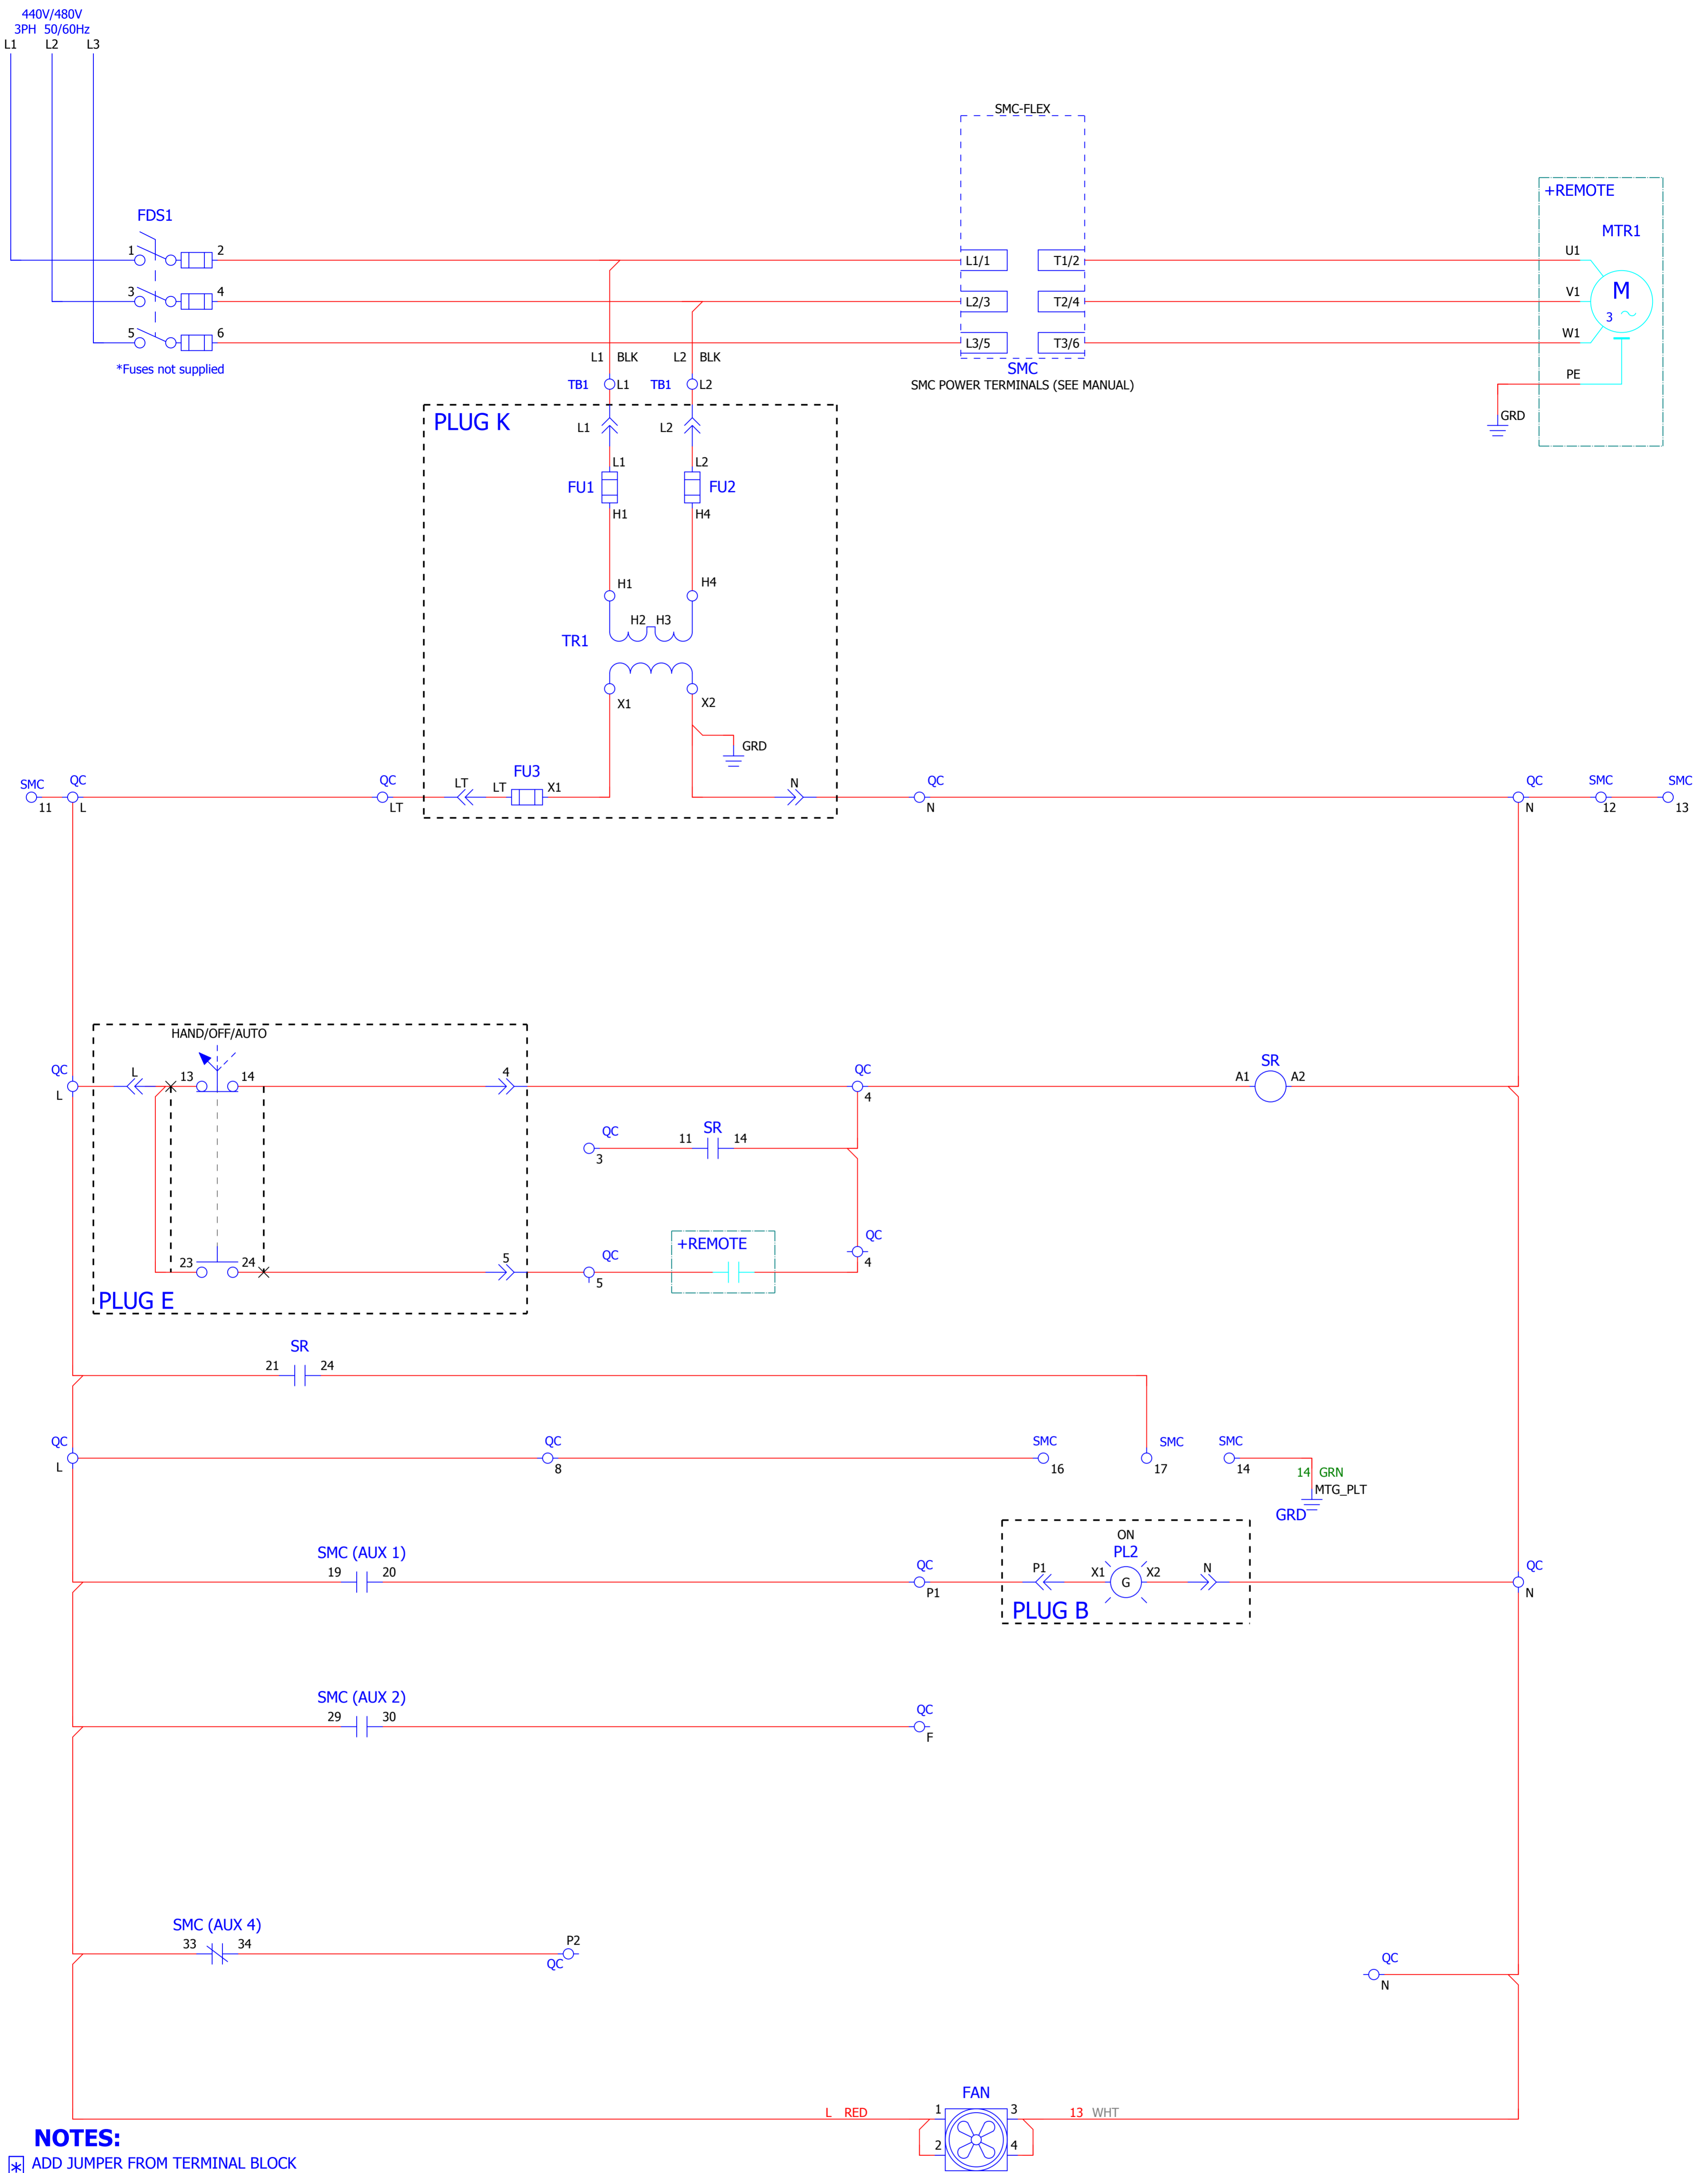 440V/480V
3PH 50/60Hz
L1 L2 L3
SMC-FLEX
+REMOTE
FDS1
MTR1
1 2 L1/1 T1/2 U1
3 4 L2/3 T2/4 V1
M
3
5 6 L3/5 T3/6 W1
L1 BLK L2 BLK
*Fuses not supplied
SMC
PE
TB1 L1 TB1 L2
SMC POWER TERMINALS (SEE MANUAL)
GRD
PLUG K
L1 L2
L1 L2
FU1 FU2
H1 H4
H1 H4
H2 H3
TR1
X1 X2
GRD
FU3
SMC QC QC LT LT X1 N QC QC SMC SMC
11 L LT N N 12 13
HAND/OFF/AUTO
QC L 13 14 4 QC SR
A1 A2
L 4
QC 11 SR 14
3
+REMOTE QC
23 24 5 QC 4
5
PLUG E
SR
21 24
QC QC SMC SMC SMC
L 8 16 17 14
14 GRN
MTG_PLT
GRD
ON
SMC (AUX 1) PL2
19 20 QC P1 X1 G X2 N QC
P1 N
PLUG B
SMC (AUX 2)
29 30 QC
F
SMC (AUX 4)
33 34 P2
QC QC
N
FAN
L RED 1 3 13 WHT
2 4
NOTES:
* ADD JUMPER FROM TERMINAL BLOCK